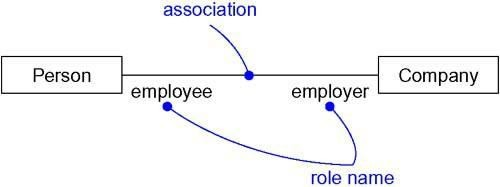 association
Person
Company
employee
employer
role name